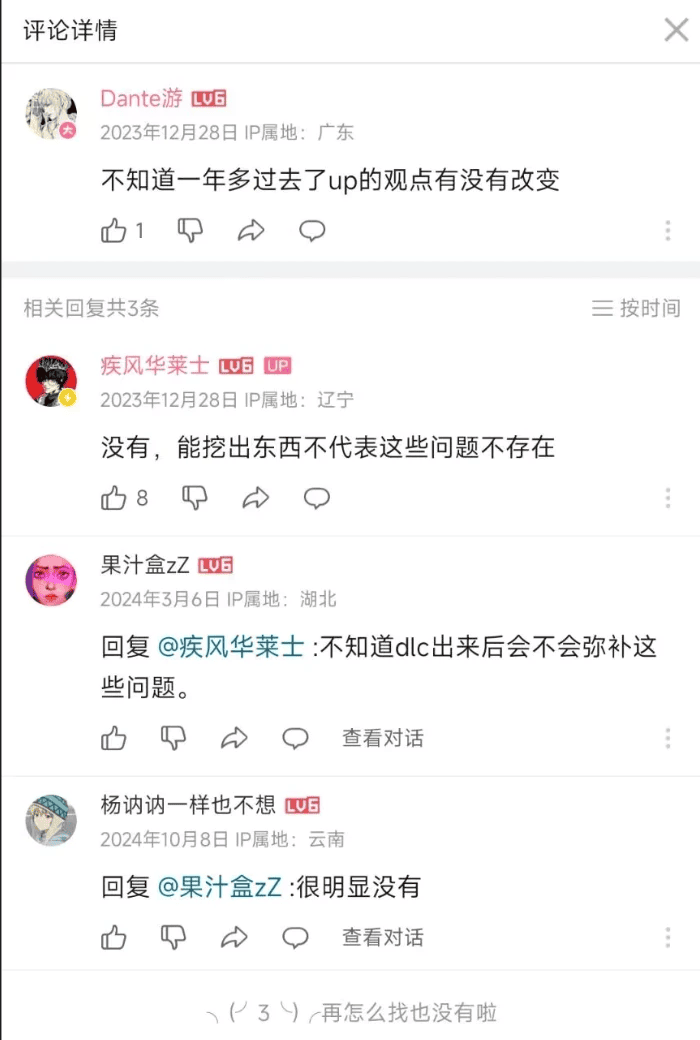 评论详情
Dante游 LV6
大
2023年12月28日 IP属地：广东
不知道一年多过去了up的观点有没有改变
1
相关回复共3条 按时间
疾风华莱士 LV6 UP
2023年12月28日 IP属地：辽宁
没有，能挖出东西不代表这些问题不存在
8
果汁盒zZ LV6
2024年3月6日 IP属地：湖北
回复 @疾风华莱士 :不知道dlc出来后会不会弥补这
些问题。
查看对话
杨讷讷一样也不想 LV6
2024年10月8日 IP属地：云南
回复 @果汁盒zZ :很明显没有
查看对话
╮(╯3╰)╭再怎么找也没有啦